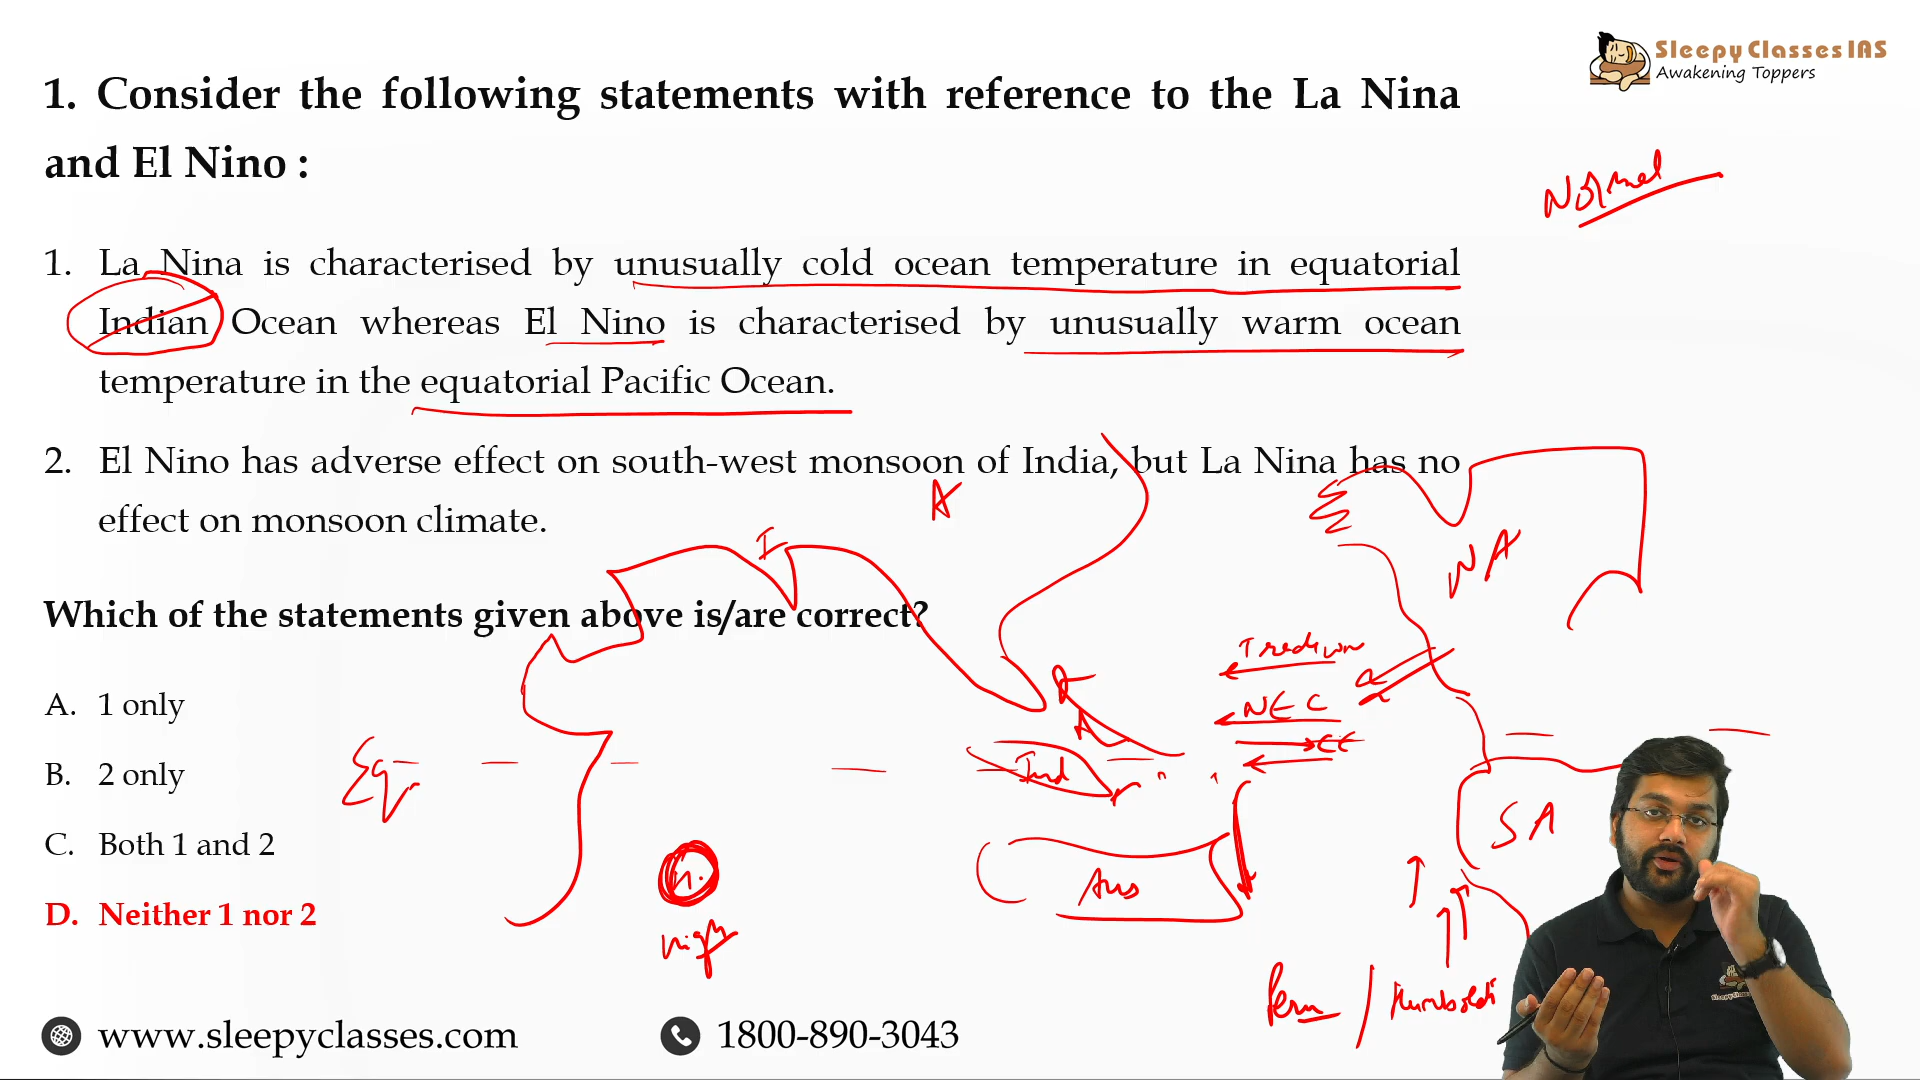 Sleepy Classes IAS
Awakening Toppers
1. Consider the following statements with reference to the La Nina
and El Nino :
Normal
1. La Nina is characterised by unusually cold ocean temperature in equatorial
Indian Ocean whereas El Nino is characterised by unusually warm ocean
temperature in the equatorial Pacific Ocean.
2. El Nino has adverse effect on south-west monsoon of India, but La Nina has no
effect on monsoon climate.
A
I
NA
Which of the statements given above is/are correct?
A. 1 only
NEC
B. 2 only
Eq.
Ind
SA
C. Both 1 and 2
Aus
D. Neither 1 nor 2
high
Peru / Humboldt
www.sleepyclasses.com
1800-890-3043